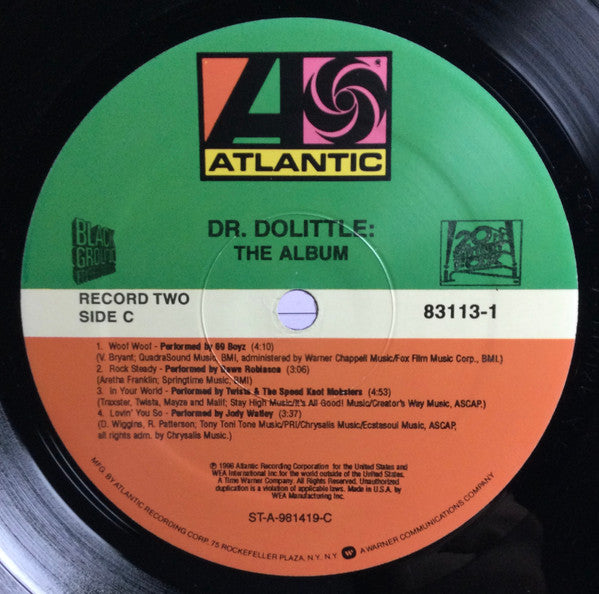 ATLANTIC
DR. DOLITTLE:
THE ALBUM
BLACK
GROUND
RECORD TWO
SIDE C
83113-1
1. Woof Woof - Performed by 69 Boyz (4:10)
(V. Bryant; QuadraSound Music, BMI, administered by Warner Chappell Music/Fox Film Music Corp., BMI.)
2. Rock Steady - Performed by Dawn Robinson (3:06)
(Aretha Franklin; Springtime Music, BMI)
3. In Your World - Performed by Twista & The Speed Knot Mobsters (4:53)
(Traxster, Twista, Mayza and Malif; Stay High Music/It's All Good! Music/Creator's Way Music, ASCAP.)
4. Lovin' You So - Performed by Jody Watley (3:37)
(D. Wiggins, R. Patterson; Tony Toni Tone Music/PRI/Chrysalis Music/Ecstasoul Music, ASCAP,
all rights adm. by Chrysalis Music.)
℗ 1998 Atlantic Recording Corporation for the United States and
WEA International Inc. for the world outside of the United States.
A Time Warner Company. All Rights Reserved. Unauthorized
duplication is a violation of applicable laws. Made in U.S.A. by
WEA Manufacturing Inc.
ST-A-981419-C
MFG. BY ATLANTIC RECORDING CORP., 75 ROCKEFELLER PLAZA, N.Y. N.Y. A WARNER COMMUNICATIONS COMPANY